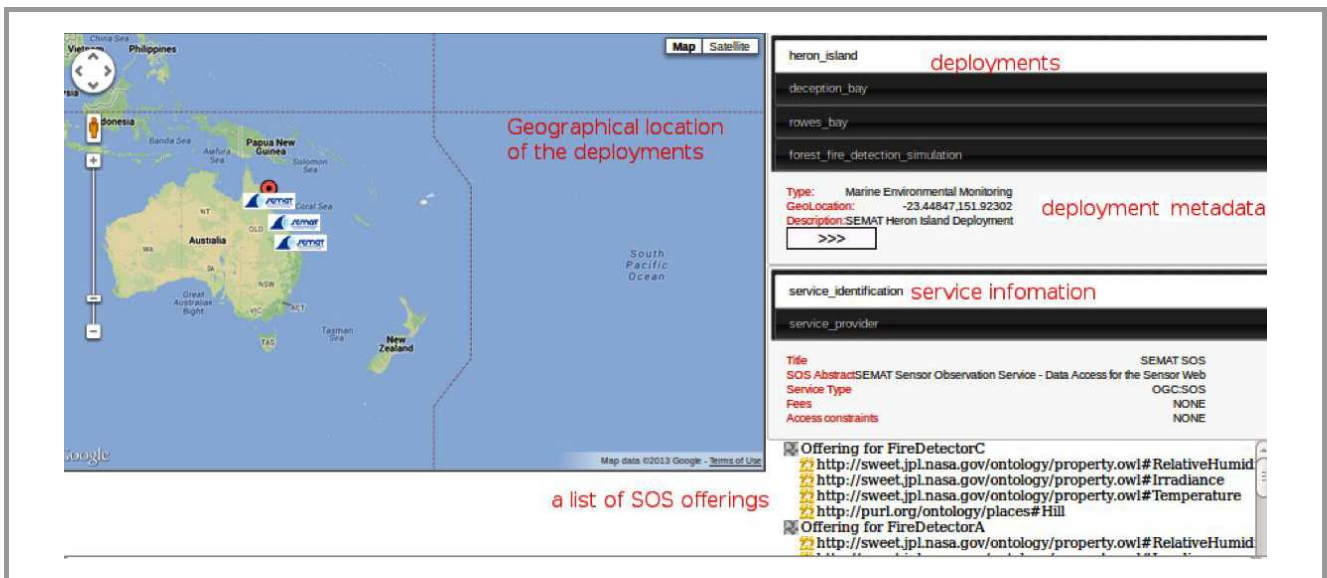 China Sea
Philippines
Map Satellite
Banda Sea
Papua New
Guinea
Solomon
Sea
Geographical location
of the deployments
semat
Coral Sea
NT
QLD
semat
semat
Australia
WA
SA
NSW
Great
Australian
Bight
VIC
ACT
TAS
Tasman
Sea
New
Zealand
South
Pacific
Ocean
Map data ©2013 Google - Terms of Use
heron_island
deployments
deception_bay
rowes_bay
forest_fire_detection_simulation
Type: Marine Environmental Monitoring
GeoLocation: -23.44847,151.92302
Description:SEMAT Heron Island Deployment
deployment metadata
>>>
service_identification service infomation
service_provider
Title SEMAT SOS
SOS AbstractSEMAT Sensor Observation Service - Data Access for the Sensor Web
Service Type OGC:SOS
Fees NONE
Access constraints NONE
a list of SOS offerings
Offering for FireDetectorC
http://sweet.jpl.nasa.gov/ontology/property.owl#RelativeHumid
http://sweet.jpl.nasa.gov/ontology/property.owl#Irradiance
http://sweet.jpl.nasa.gov/ontology/property.owl#Temperature
http://purl.org/ontology/places#Hill
Offering for FireDetectorA
http://sweet.jpl.nasa.gov/ontology/property.owl#RelativeHumid